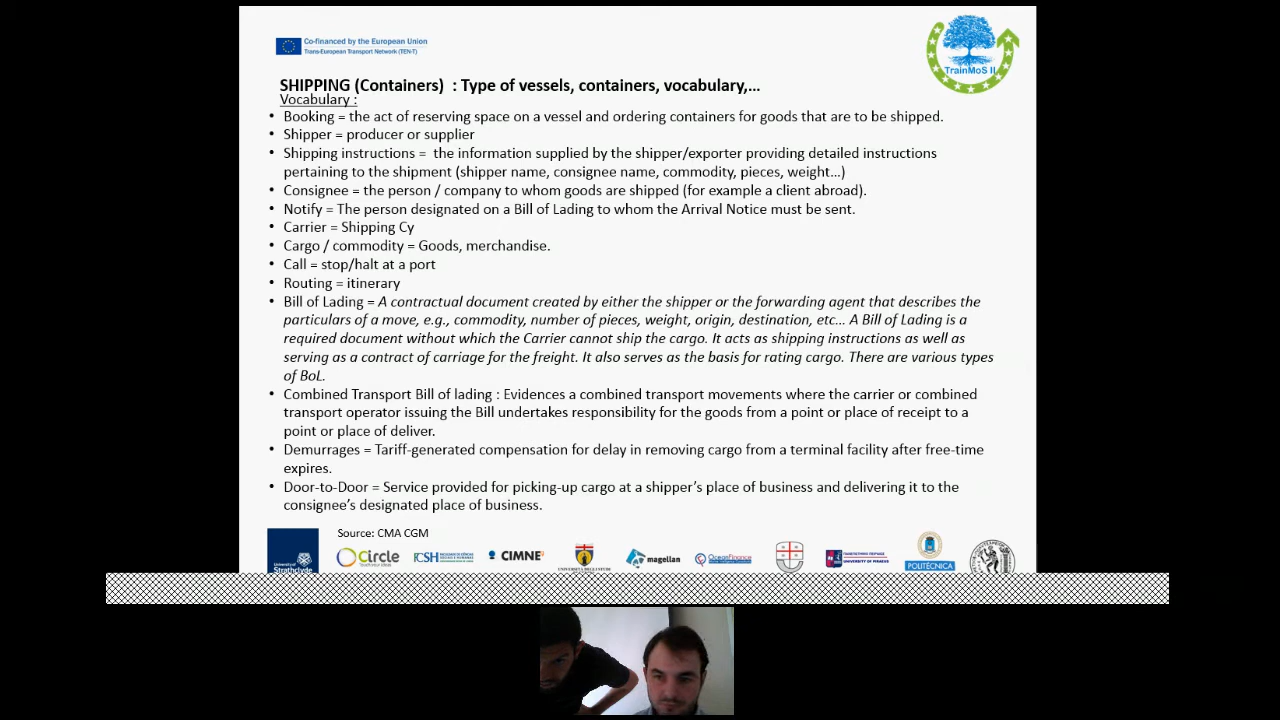 Co-financed by the European Union
Trans-European Transport Network (TEN-T)
TrainMoS II
SHIPPING (Containers)  : Type of vessels, containers, vocabulary,...
Vocabulary :
• Booking = the act of reserving space on a vessel and ordering containers for goods that are to be shipped.
• Shipper = producer or supplier
• Shipping instructions =  the information supplied by the shipper/exporter providing detailed instructions
pertaining to the shipment (shipper name, consignee name, commodity, pieces, weight...)
• Consignee = the person / company to whom goods are shipped (for example a client abroad).
• Notify = The person designated on a Bill of Lading to whom the Arrival Notice must be sent.
• Carrier = Shipping Cy
• Cargo / commodity = Goods, merchandise.
• Call = stop/halt at a port
• Routing = itinerary
• Bill of Lading = A contractual document created by either the shipper or the forwarding agent that describes the
particulars of a move, e.g., commodity, number of pieces, weight, origin, destination, etc... A Bill of Lading is a
required document without which the Carrier cannot ship the cargo. It acts as shipping instructions as well as
serving as a contract of carriage for the freight. It also serves as the basis for rating cargo. There are various types
of BoL.
• Combined Transport Bill of lading : Evidences a combined transport movements where the carrier or combined
transport operator issuing the Bill undertakes responsibility for the goods from a point or place of receipt to a
point or place of deliver.
• Demurrages = Tariff-generated compensation for delay in removing cargo from a terminal facility after free-time
expires.
• Door-to-Door = Service provided for picking-up cargo at a shipper's place of business and delivering it to the
consignee's designated place of business.
Source: CMA CGM
University of
Strathclyde
Circle
FCSH
CIMNE
magellan
OceanFinance
UNIVERSITY OF PIRAEUS
POLITÉCNICA